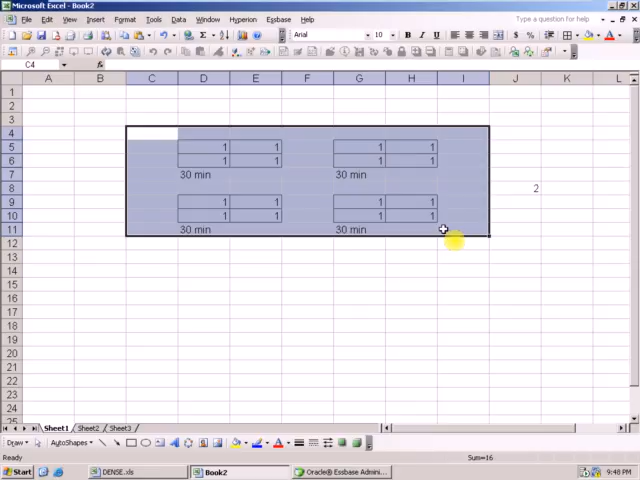 Microsoft Excel - Book2
File Edit View Insert Format Tools Data Window Hyperion Essbase Help
Type a question for help
Arial 10 B I U $ %
C4 fx
A B C D E F G H I J K L
1
2
3
4
5 1 1 1 1
6 1 1 1 1
7 30 min 30 min
8 2
9 1 1 1 1
10 1 1 1 1
11 30 min 30 min
12
13
14
15
16
17
18
19
20
21
22
23
24
25
Sheet1 Sheet2 Sheet3
Draw AutoShapes
Ready Sum=16
Start DENSE.xls Book2 Oracle® Essbase Admini... 9:48 PM